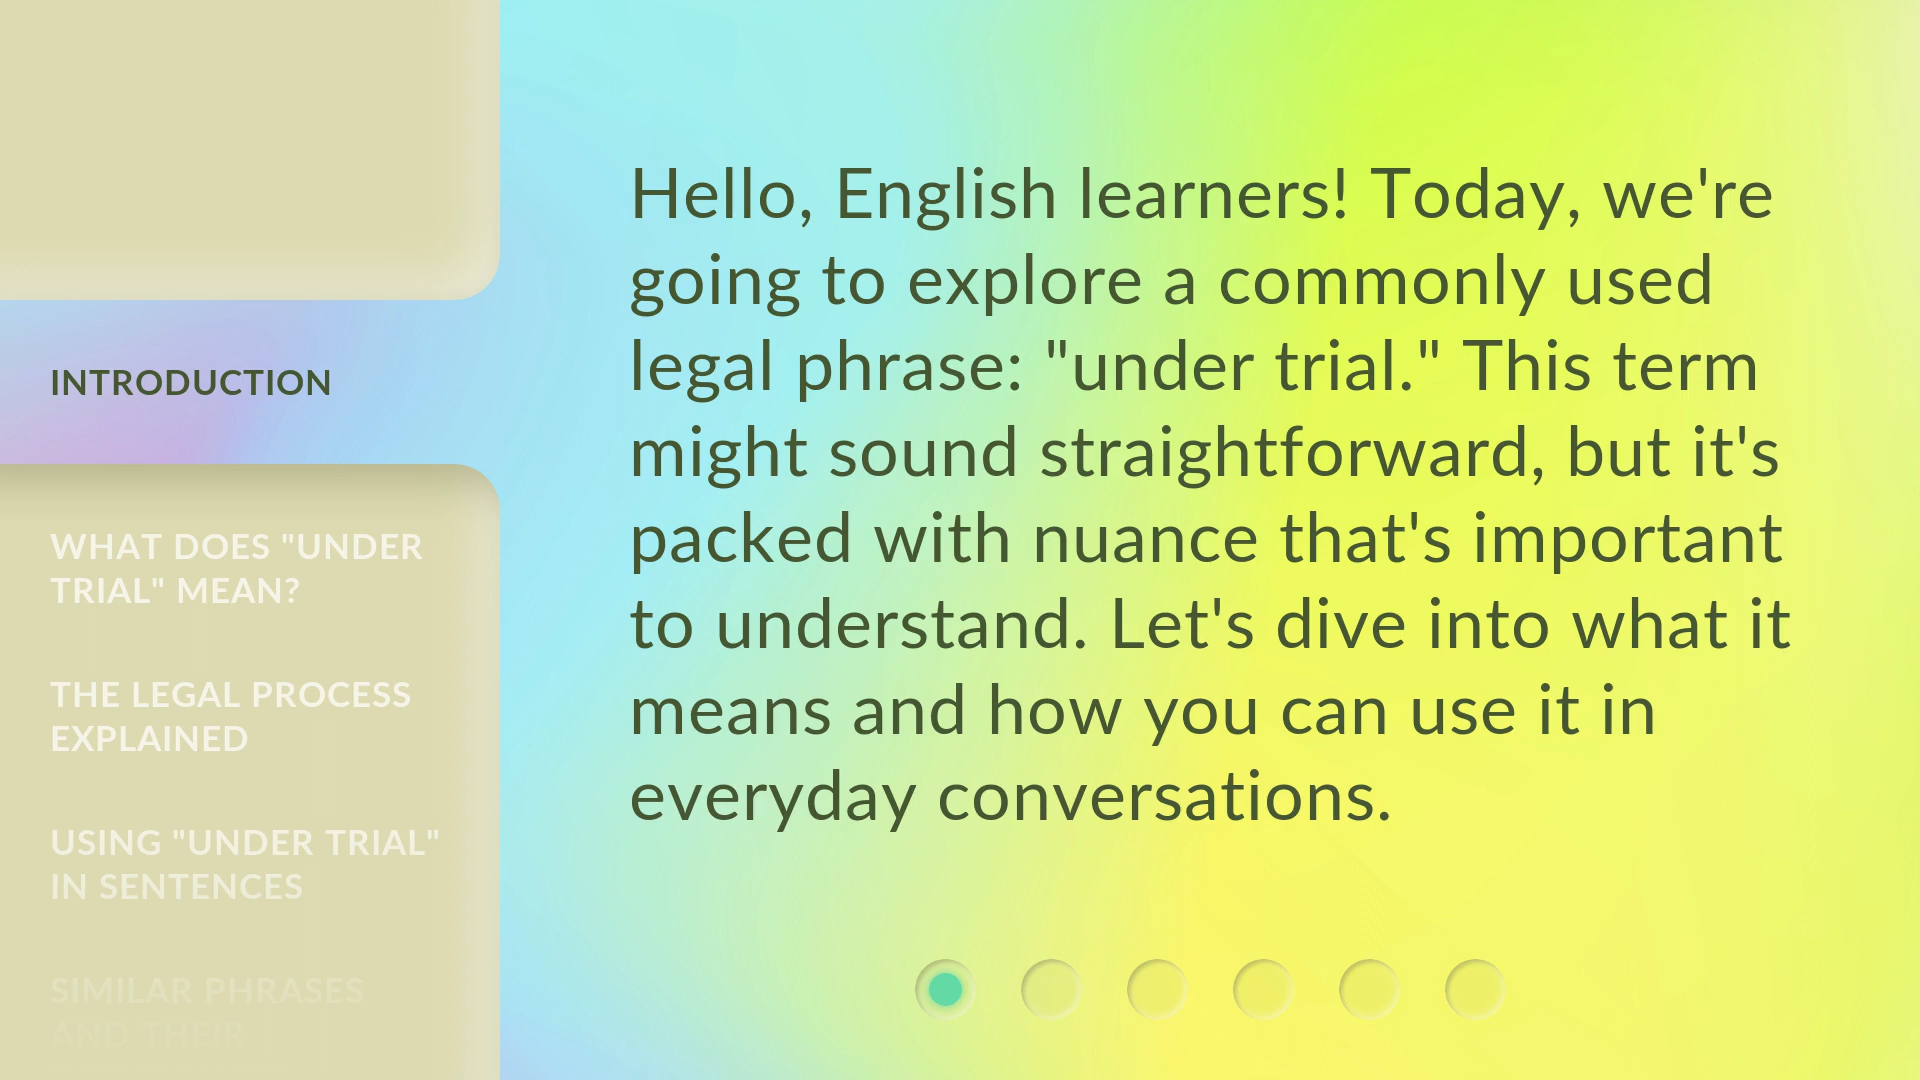 INTRODUCTION
WHAT DOES "UNDER
TRIAL" MEAN?
THE LEGAL PROCESS
EXPLAINED
USING "UNDER TRIAL"
IN SENTENCES
SIMILAR PHRASES
AND THEIR
Hello, English learners! Today, we're
going to explore a commonly used
legal phrase: "under trial." This term
might sound straightforward, but it's
packed with nuance that's important
to understand. Let's dive into what it
means and how you can use it in
everyday conversations.